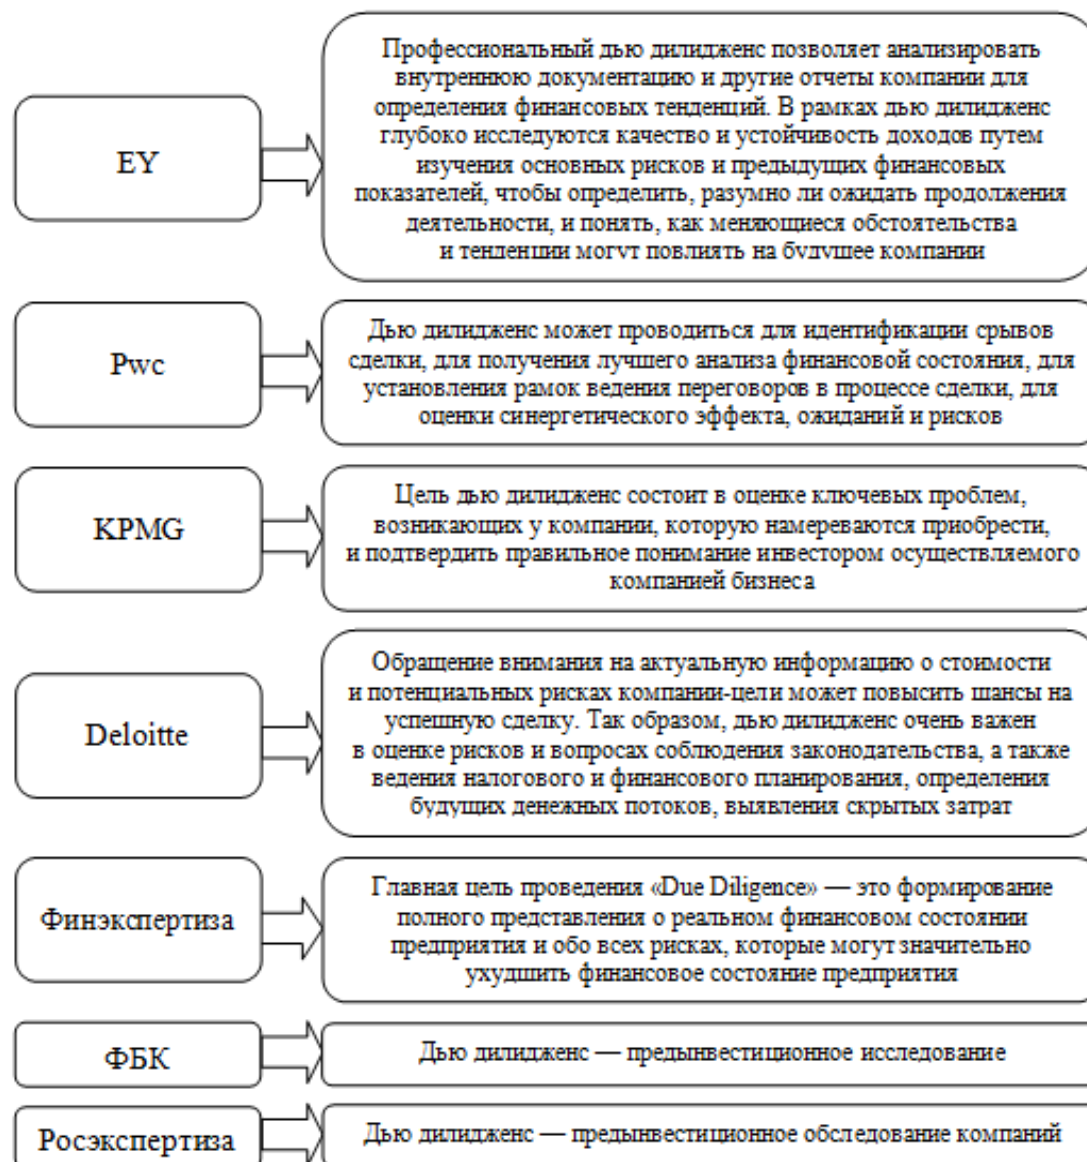 EY
Профессиональный дью дилидженс позволяет анализировать
внутреннюю документацию и другие отчеты компании для
определения финансовых тенденций. В рамках дью дилидженс
глубоко исследуются качество и устойчивость доходов путем
изучения основных рисков и предыдущих финансовых
показателей, чтобы определить, разумно ли ожидать продолжения
деятельности, и понять, как меняющиеся обстоятельства
и тенденции могут повлиять на будущее компании
Pwc
Дью дилидженс может проводиться для идентификации срывов
сделки, для получения лучшего анализа финансовой состояния, для
установления рамок ведения переговоров в процессе сделки, для
оценки синергетического эффекта, ожиданий и рисков
KPMG
Цель дью дилидженс состоит в оценке ключевых проблем,
возникающих у компании, которую намереваются приобрести,
и подтвердить правильное понимание инвестором осуществляемого
компанией бизнеса
Deloitte
Обращение внимания на актуальную информацию о стоимости
и потенциальных рисках компании-цели может повысить шансы на
успешную сделку. Так образом, дью дилидженс очень важен
в оценке рисков и вопросах соблюдения законодательства, а также
ведения налогового и финансового планирования, определения
будущих денежных потоков, выявления скрытых затрат
Финэкспертиза
Главная цель проведения «Due Diligence» — это формирование
полного представления о реальном финансовом состоянии
предприятия и обо всех рисках, которые могут значительно
ухудшить финансовое состояние предприятия
ФБК
Дью дилидженс — предынвестиционное исследование
Росэкспертиза
Дью дилидженс — предынвестиционное обследование компаний